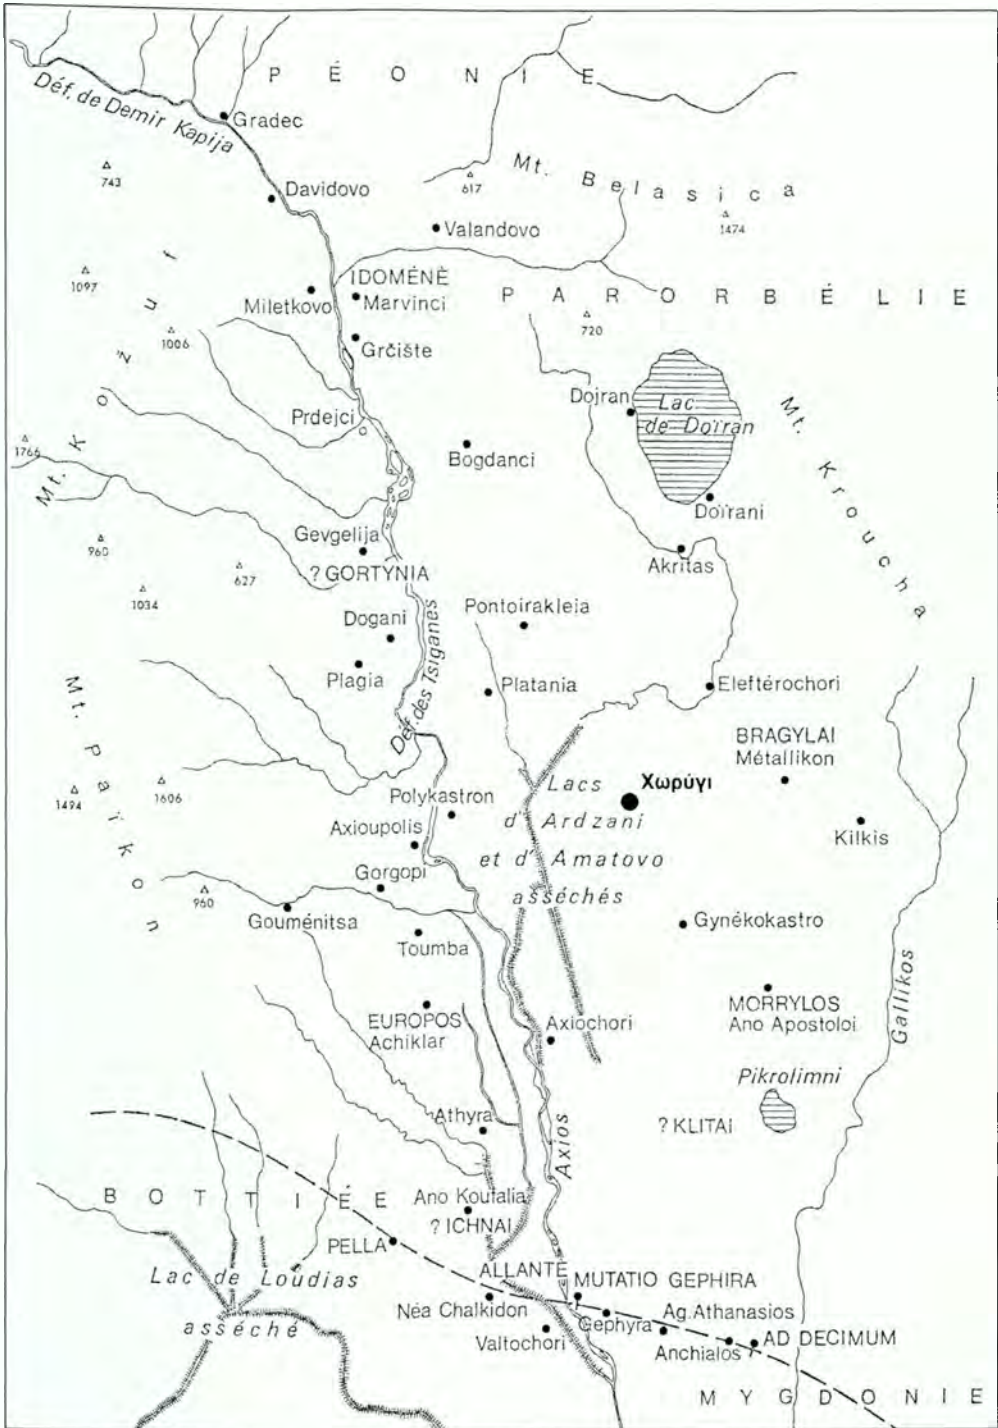 PÉONIE
Déf. de Demir Kapija
Gradec
743
Mt. Belasica
617
1474
Davidovo
Valandovo
1097
IDOMÉNÈ
Marvinci
Miletkovo
PARORBÉLIE
720
1006
Grčište
Mt. Kožuf
Dojran
Lac
de Doïran
Prdejci
Mt. Kroucha
1766
Bogdanci
Doïrani
960
Gevgelija
Akritas
627
? GORTYNIA
1034
Pontoirakleia
Dogani
Déf. des Tsiganes
Plagia
Platania
Eleftérochori
Mt. Païkon
BRAGYLAI
Métallikon
1494
1606
Lacs
d' Ardzani
et d' Amatovo
asséchés
Χωρύγι
Polykastron
Kilkis
Axioupolis
Gorgopi
960
Gouménitsa
Gynékokastro
Toumba
Gallikos
MORRYLOS
Ano Apostoloi
EUROPOS
Achiklar
Axiochori
Pikrolimni
Athyra
? KLITAI
Axios
BOTTIÉE
Ano Koufalia
? ICHNAI
PELLA
Lac de Loudias
asséché
ALLANTE
MUTATIO GEPHIRA
Néa Chalkidon
Gephyra
Ag. Athanasios
Valtochori
Anchialos
AD DECIMUM
MYGDONIE